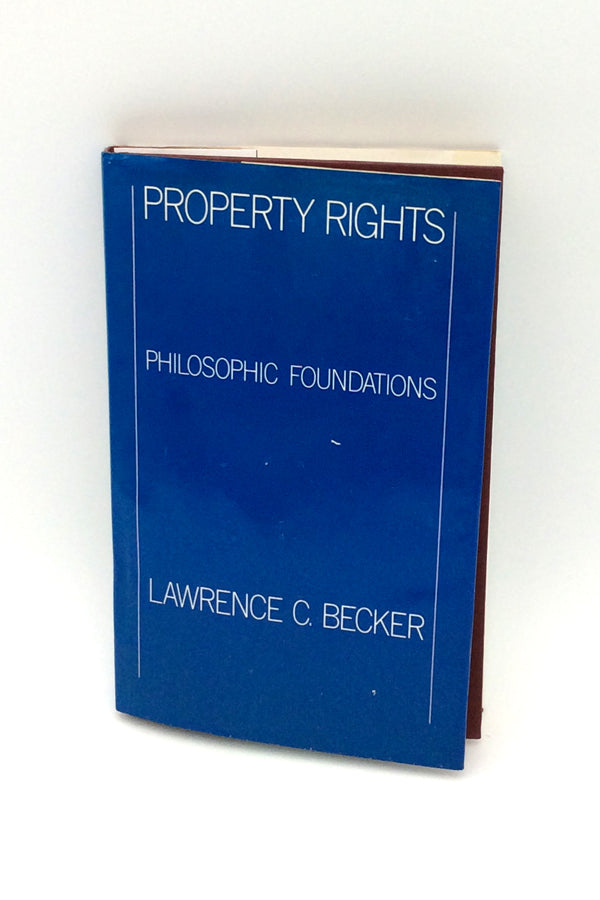 PROPERTY RIGHTS
PHILOSOPHIC FOUNDATIONS
LAWRENCE C. BECKER